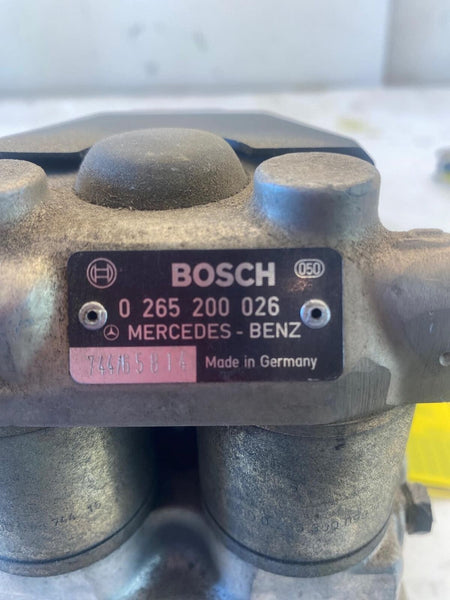 BOSCH 050
0 265 200 026
MERCEDES-BENZ
Made in Germany